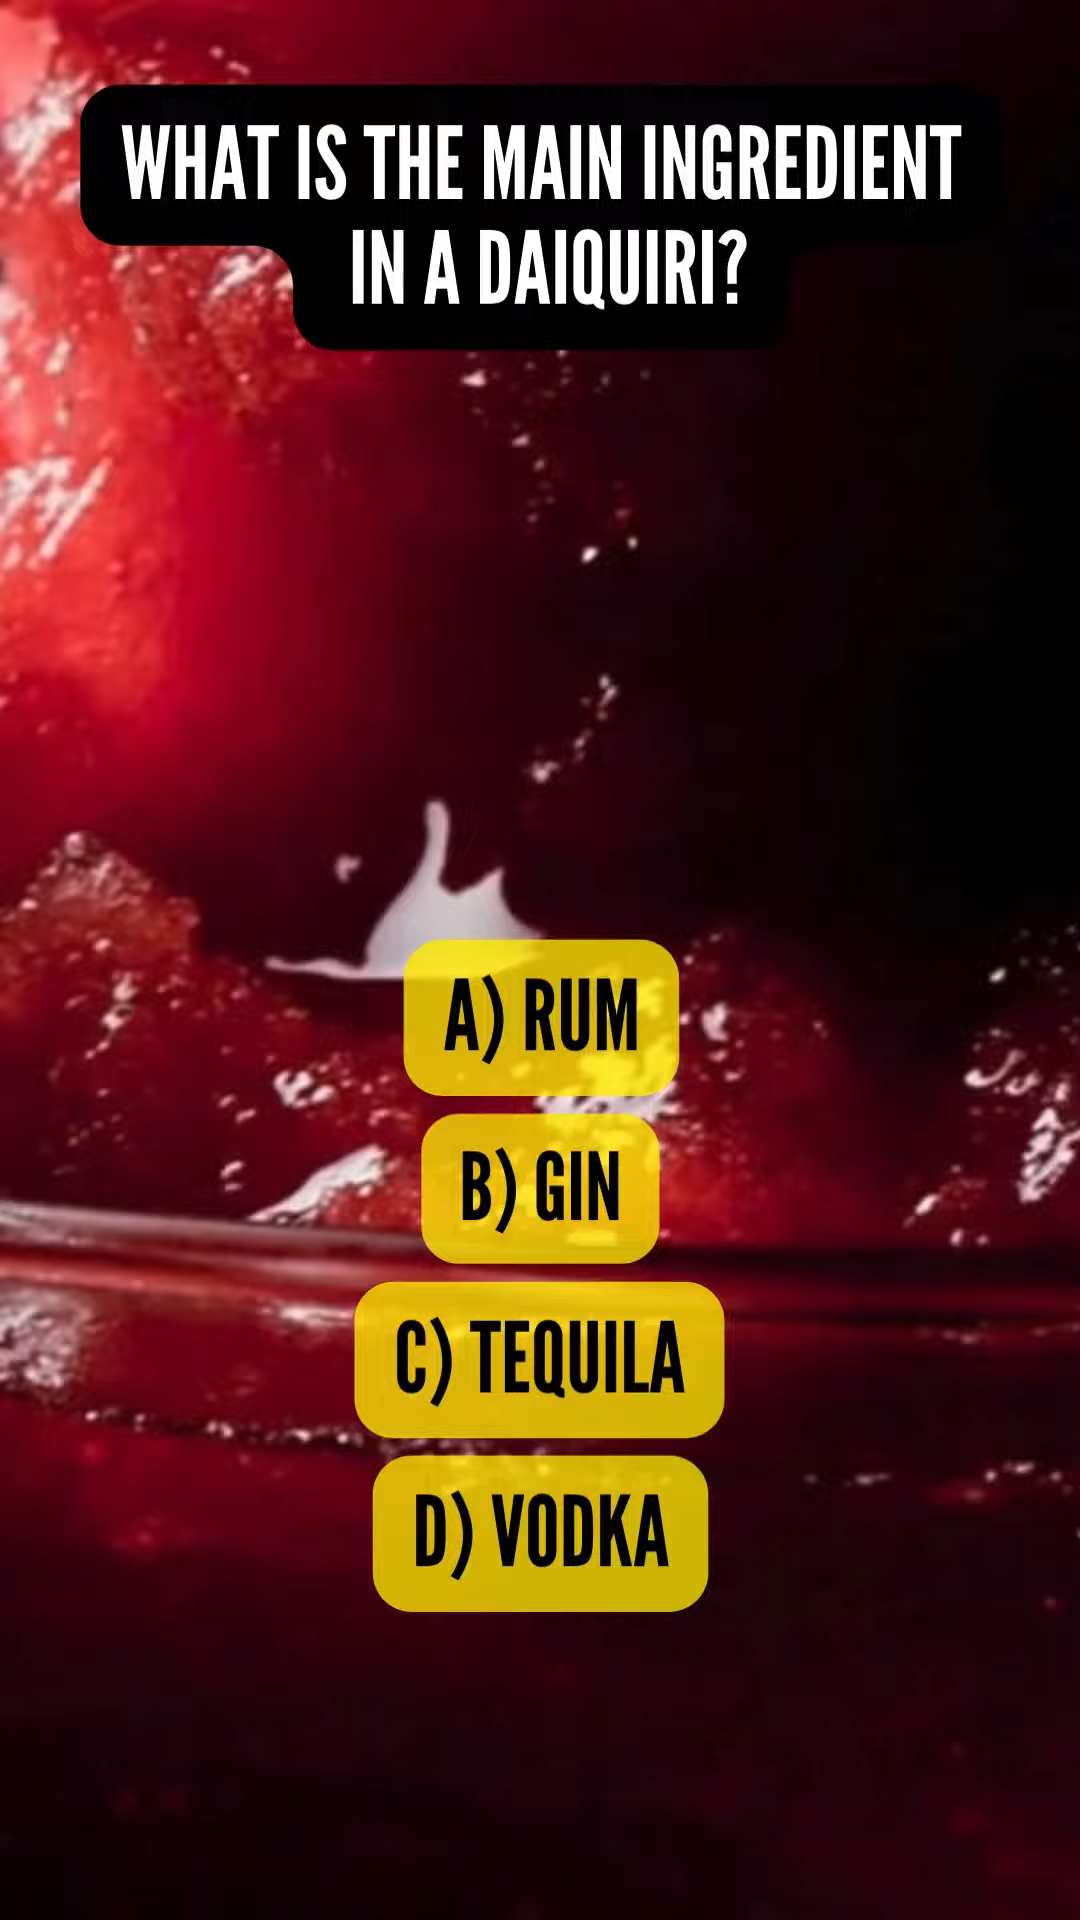 WHAT IS THE MAIN INGREDIENT
IN A DAIQUIRI?
A) RUM
B) GIN
C) TEQUILA
D) VODKA